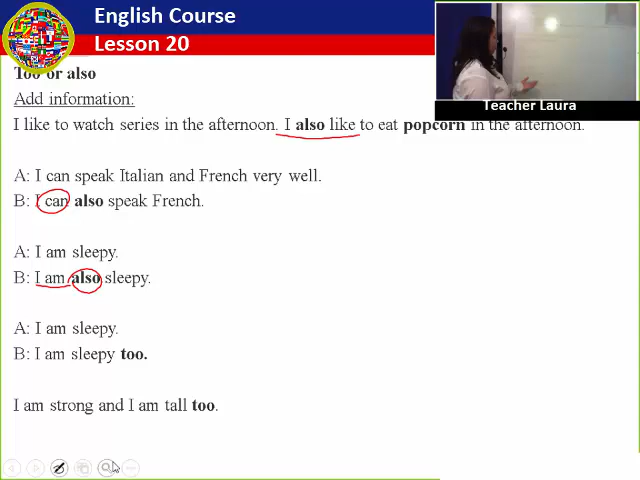 English Course
Lesson 20
Teacher Laura
Too or also
Add information:
I like to watch series in the afternoon. I also like to eat popcorn in the afternoon.
A: I can speak Italian and French very well.
B: I can also speak French.
A: I am sleepy.
B: I am also sleepy.
A: I am sleepy.
B: I am sleepy too.
I am strong and I am tall too.